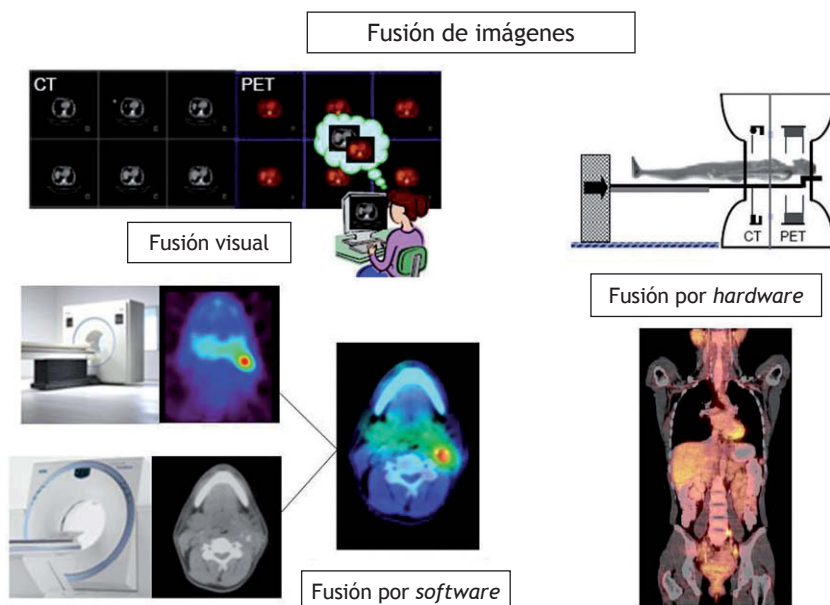 Fusión de imágenes
CT
PET
Fusión visual
CT
PET
Fusión por hardware
Fusión por software